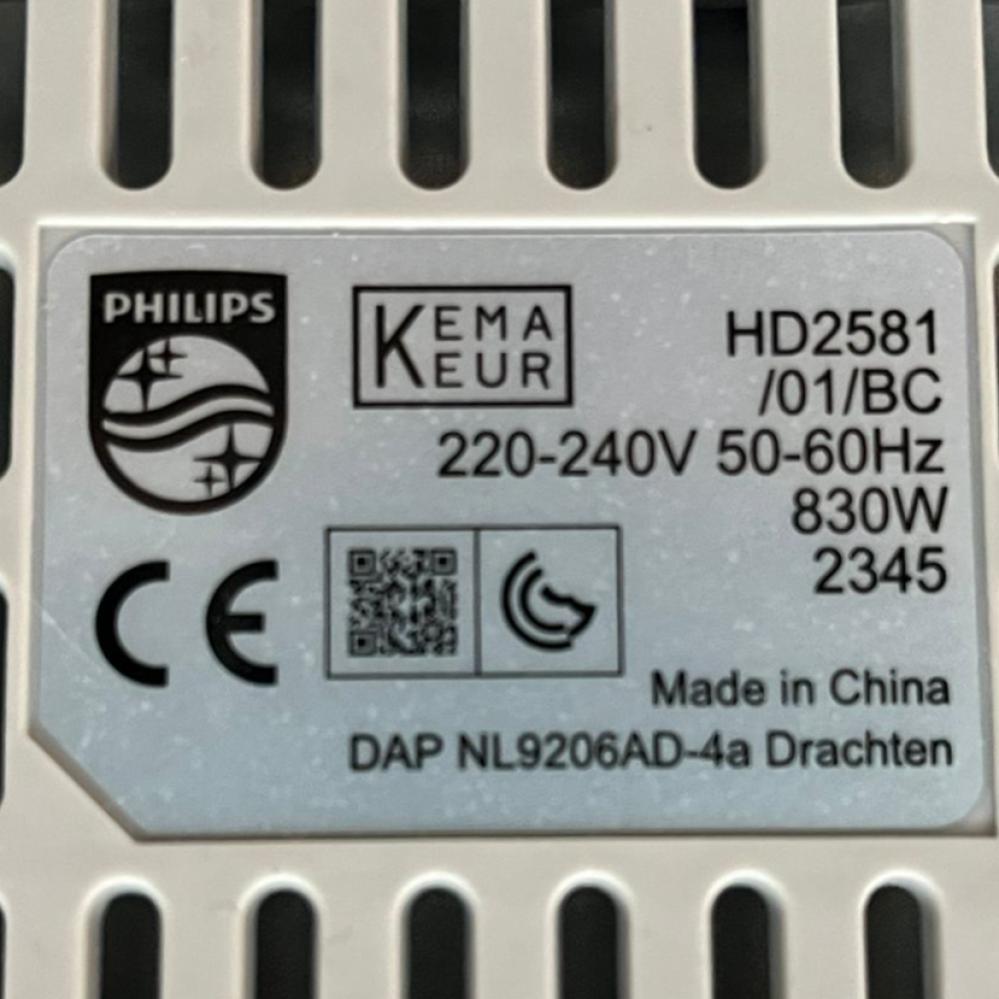 PHILIPS
KEMA
KEUR
HD2581
/01/BC
220-240V 50-60Hz
830W
2345
CE
Made in China
DAP NL9206AD-4a Drachten